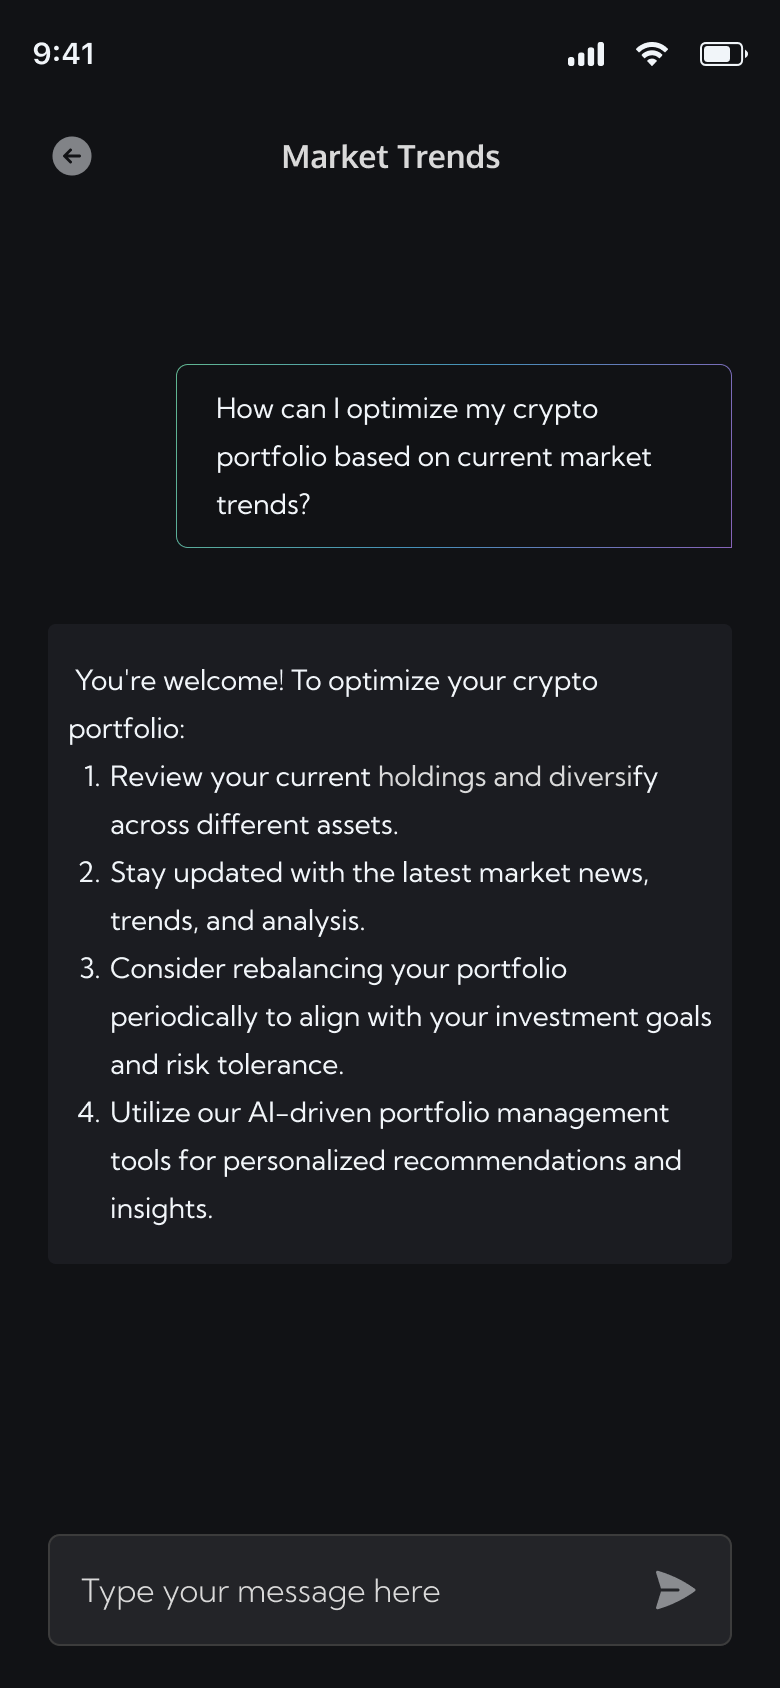 9:41
Market Trends
How can I optimize my crypto
portfolio based on current market
trends?
You're welcome! To optimize your crypto
portfolio:
1. Review your current holdings and diversify
across different assets.
2. Stay updated with the latest market news,
trends, and analysis.
3. Consider rebalancing your portfolio
periodically to align with your investment goals
and risk tolerance.
4. Utilize our AI-driven portfolio management
tools for personalized recommendations and
insights.
Type your message here